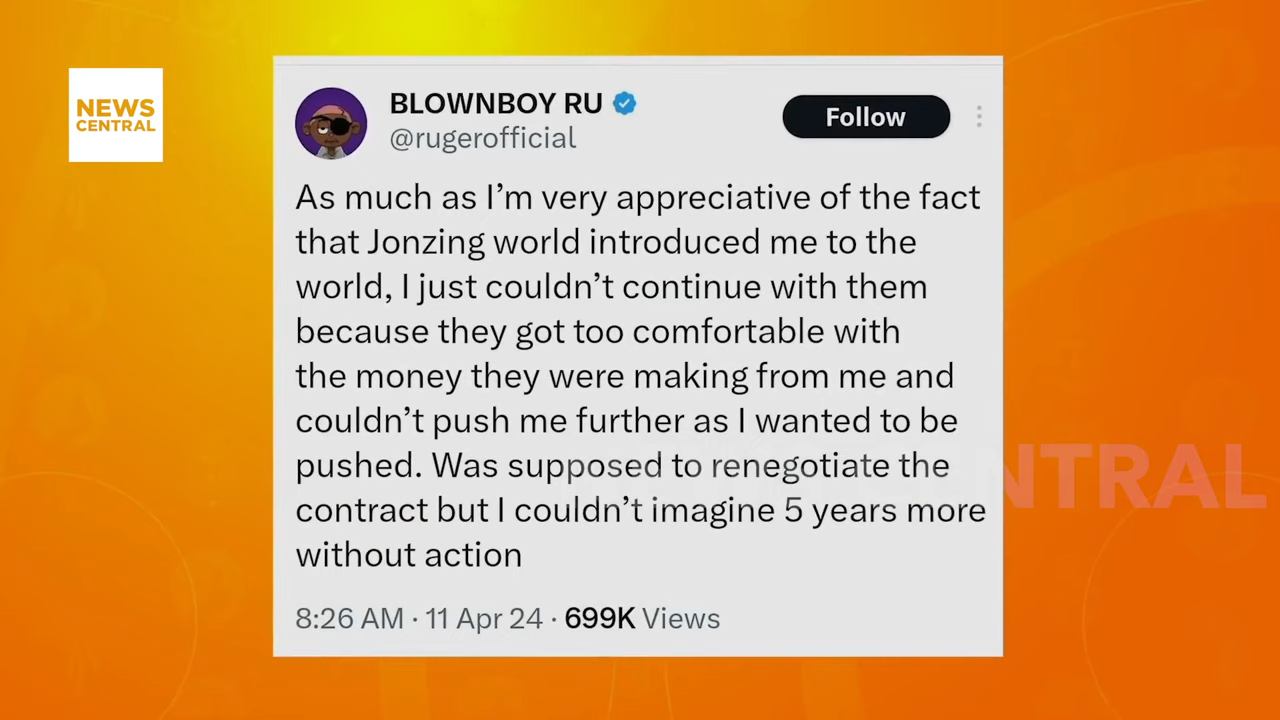 NEWS
CENTRAL
BLOWNBOY RU
@rugerofficial
Follow
As much as I’m very appreciative of the fact
that Jonzing world introduced me to the
world, I just couldn’t continue with them
because they got too comfortable with
the money they were making from me and
couldn’t push me further as I wanted to be
pushed. Was supposed to renegotiate the
contract but I couldn’t imagine 5 years more
without action
8:26 AM · 11 Apr 24 · 699K Views
NEWS CENTRAL